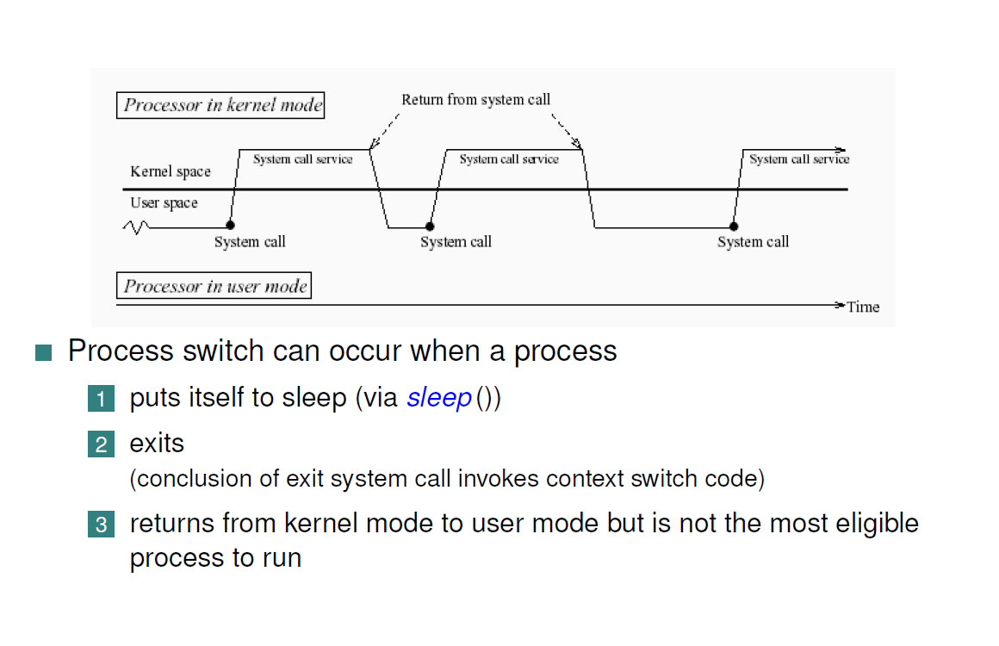 Processor in kernel mode
Return from system call
System call service
System call service
System call service
Kernel space
User space
System call
System call
System call
Processor in user mode
Time
Process switch can occur when a process
1 puts itself to sleep (via sleep())
2 exits
(conclusion of exit system call invokes context switch code)
3 returns from kernel mode to user mode but is not the most eligible
process to run